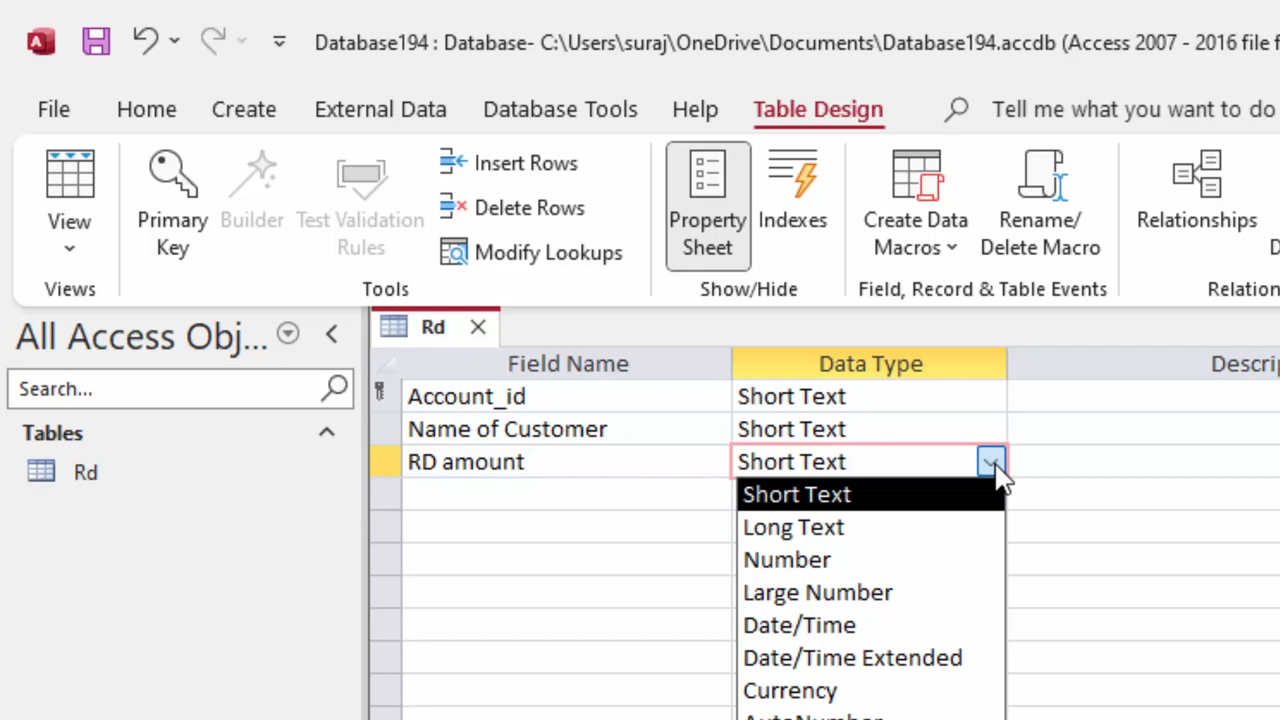 Database194 : Database- C:\Users\suraj\OneDrive\Documents\Database194.accdb (Access 2007 - 2016 file f
File Home Create External Data Database Tools Help Table Design Tell me what you want to do
View
Primary Key
Builder
Test Validation Rules
Insert Rows
Delete Rows
Modify Lookups
Property Sheet
Indexes
Create Data Macros
Rename/ Delete Macro
Relationships
Views Tools Show/Hide Field, Record & Table Events Relation
All Access Obj...
Search...
Tables
Rd
Rd
Field Name Data Type Descrip
Account_id Short Text
Name of Customer Short Text
RD amount Short Text
Short Text
Long Text
Number
Large Number
Date/Time
Date/Time Extended
Currency
AutoNumber